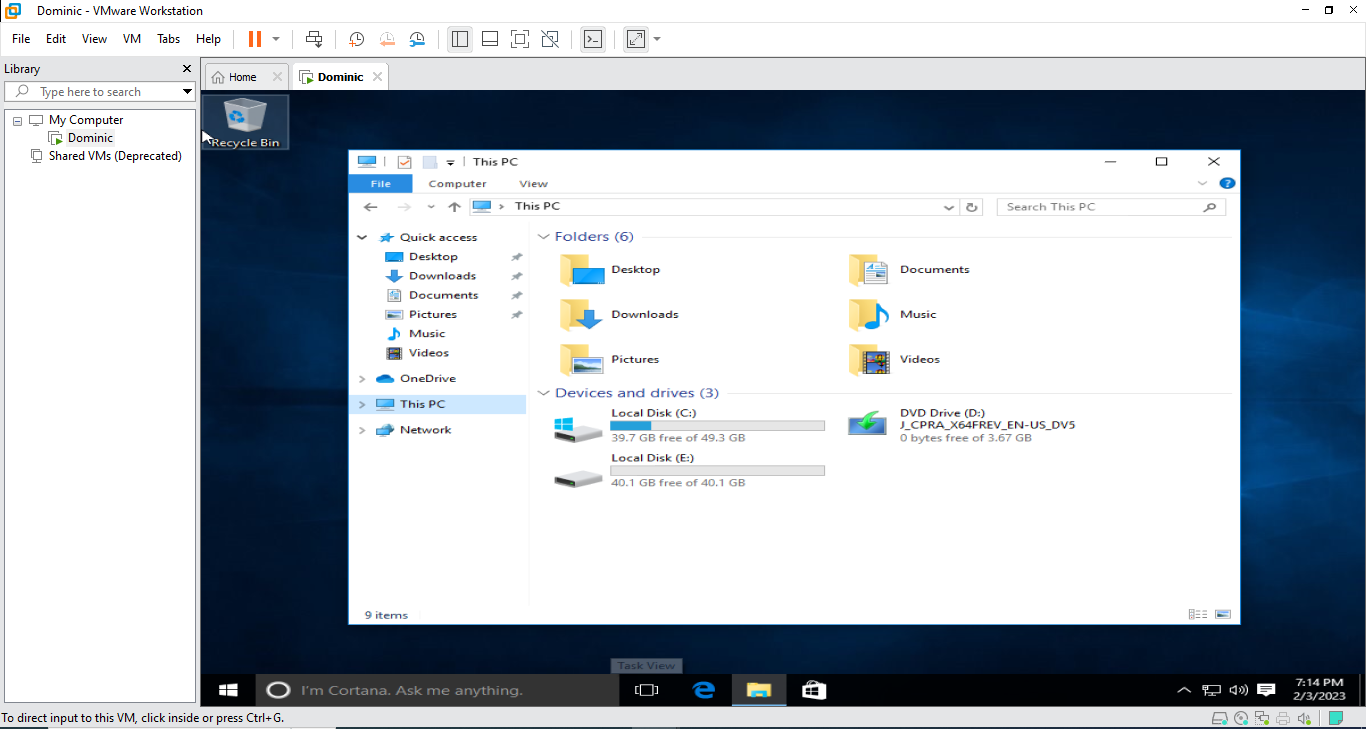 Dominic - VMware Workstation
File Edit View VM Tabs Help
Library
Home
Dominic
Type here to search
My Computer
Dominic
Shared VMs (Deprecated)
Recycle Bin
This PC
File Computer View
This PC
Search This PC
Quick access
Desktop
Downloads
Documents
Pictures
Music
Videos
OneDrive
This PC
Network
Folders (6)
Desktop
Documents
Downloads
Music
Pictures
Videos
Devices and drives (3)
Local Disk (C:)
39.7 GB free of 49.3 GB
DVD Drive (D:)
J_CPRA_X64FREV_EN-US_DV5
0 bytes free of 3.67 GB
Local Disk (E:)
40.1 GB free of 40.1 GB
9 items
Task View
I'm Cortana. Ask me anything.
7:14 PM
2/3/2023
To direct input to this VM, click inside or press Ctrl+G.